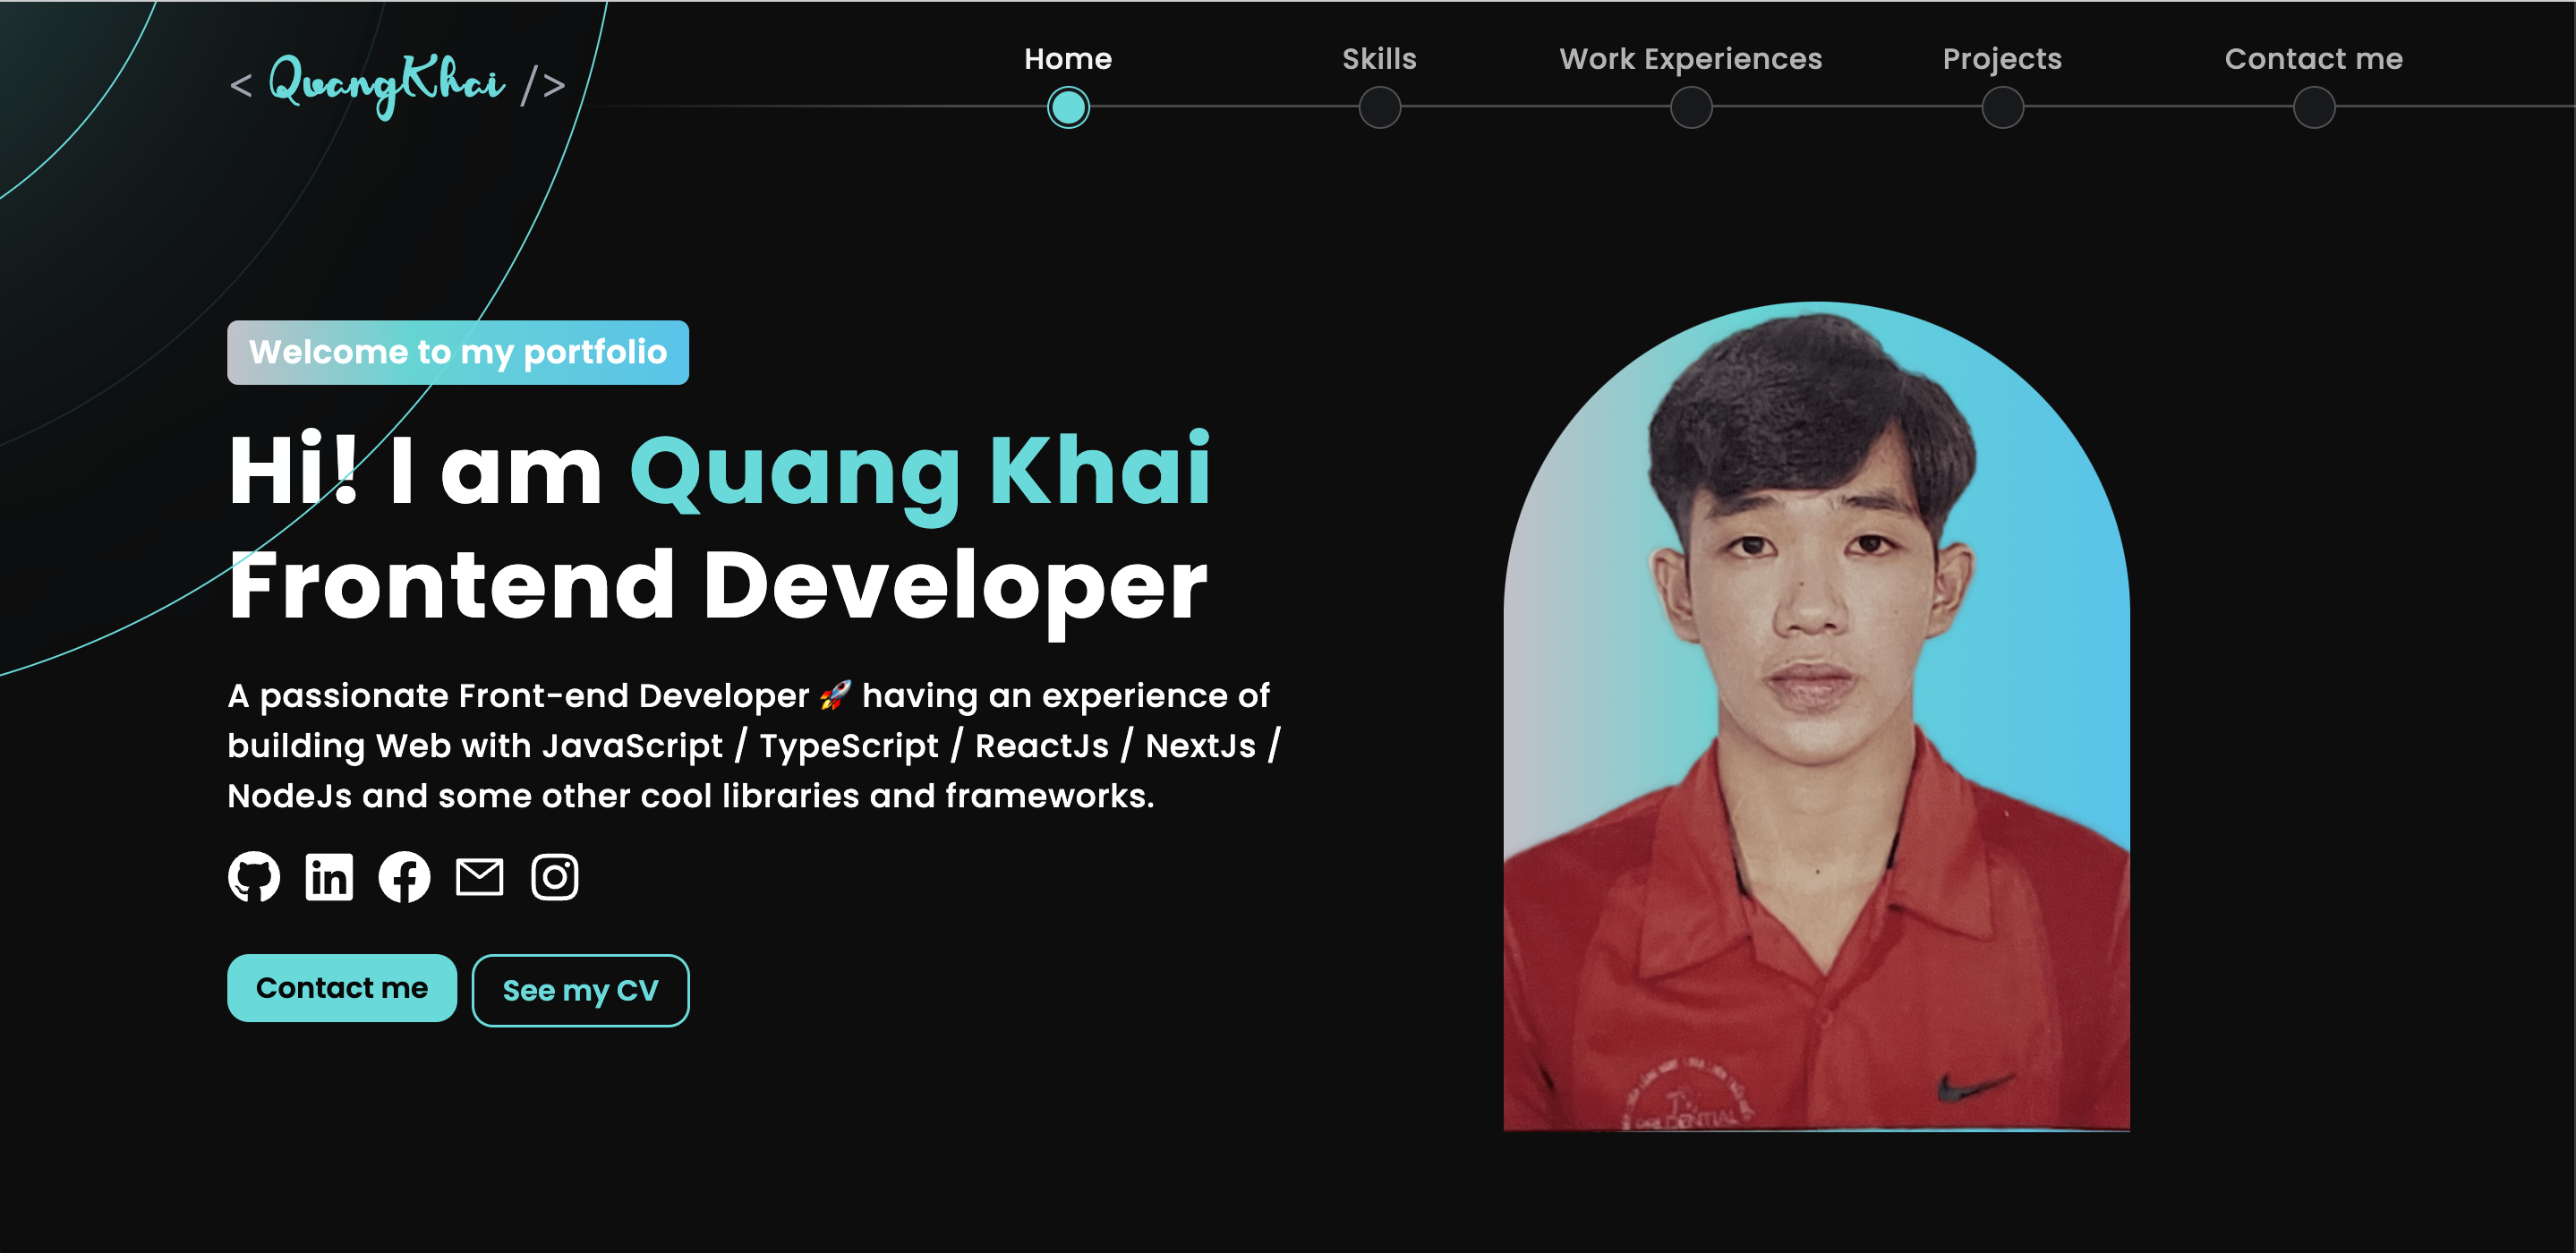 < QuangKhai />
Home
Skills
Work Experiences
Projects
Contact me
Welcome to my portfolio
Hi! I am Quang Khai
Frontend Developer
A passionate Front-end Developer 🚀 having an experience of
building Web with JavaScript / TypeScript / ReactJs / NextJs /
NodeJs and some other cool libraries and frameworks.
in
Contact me
See my CV
PRUDENTIAL